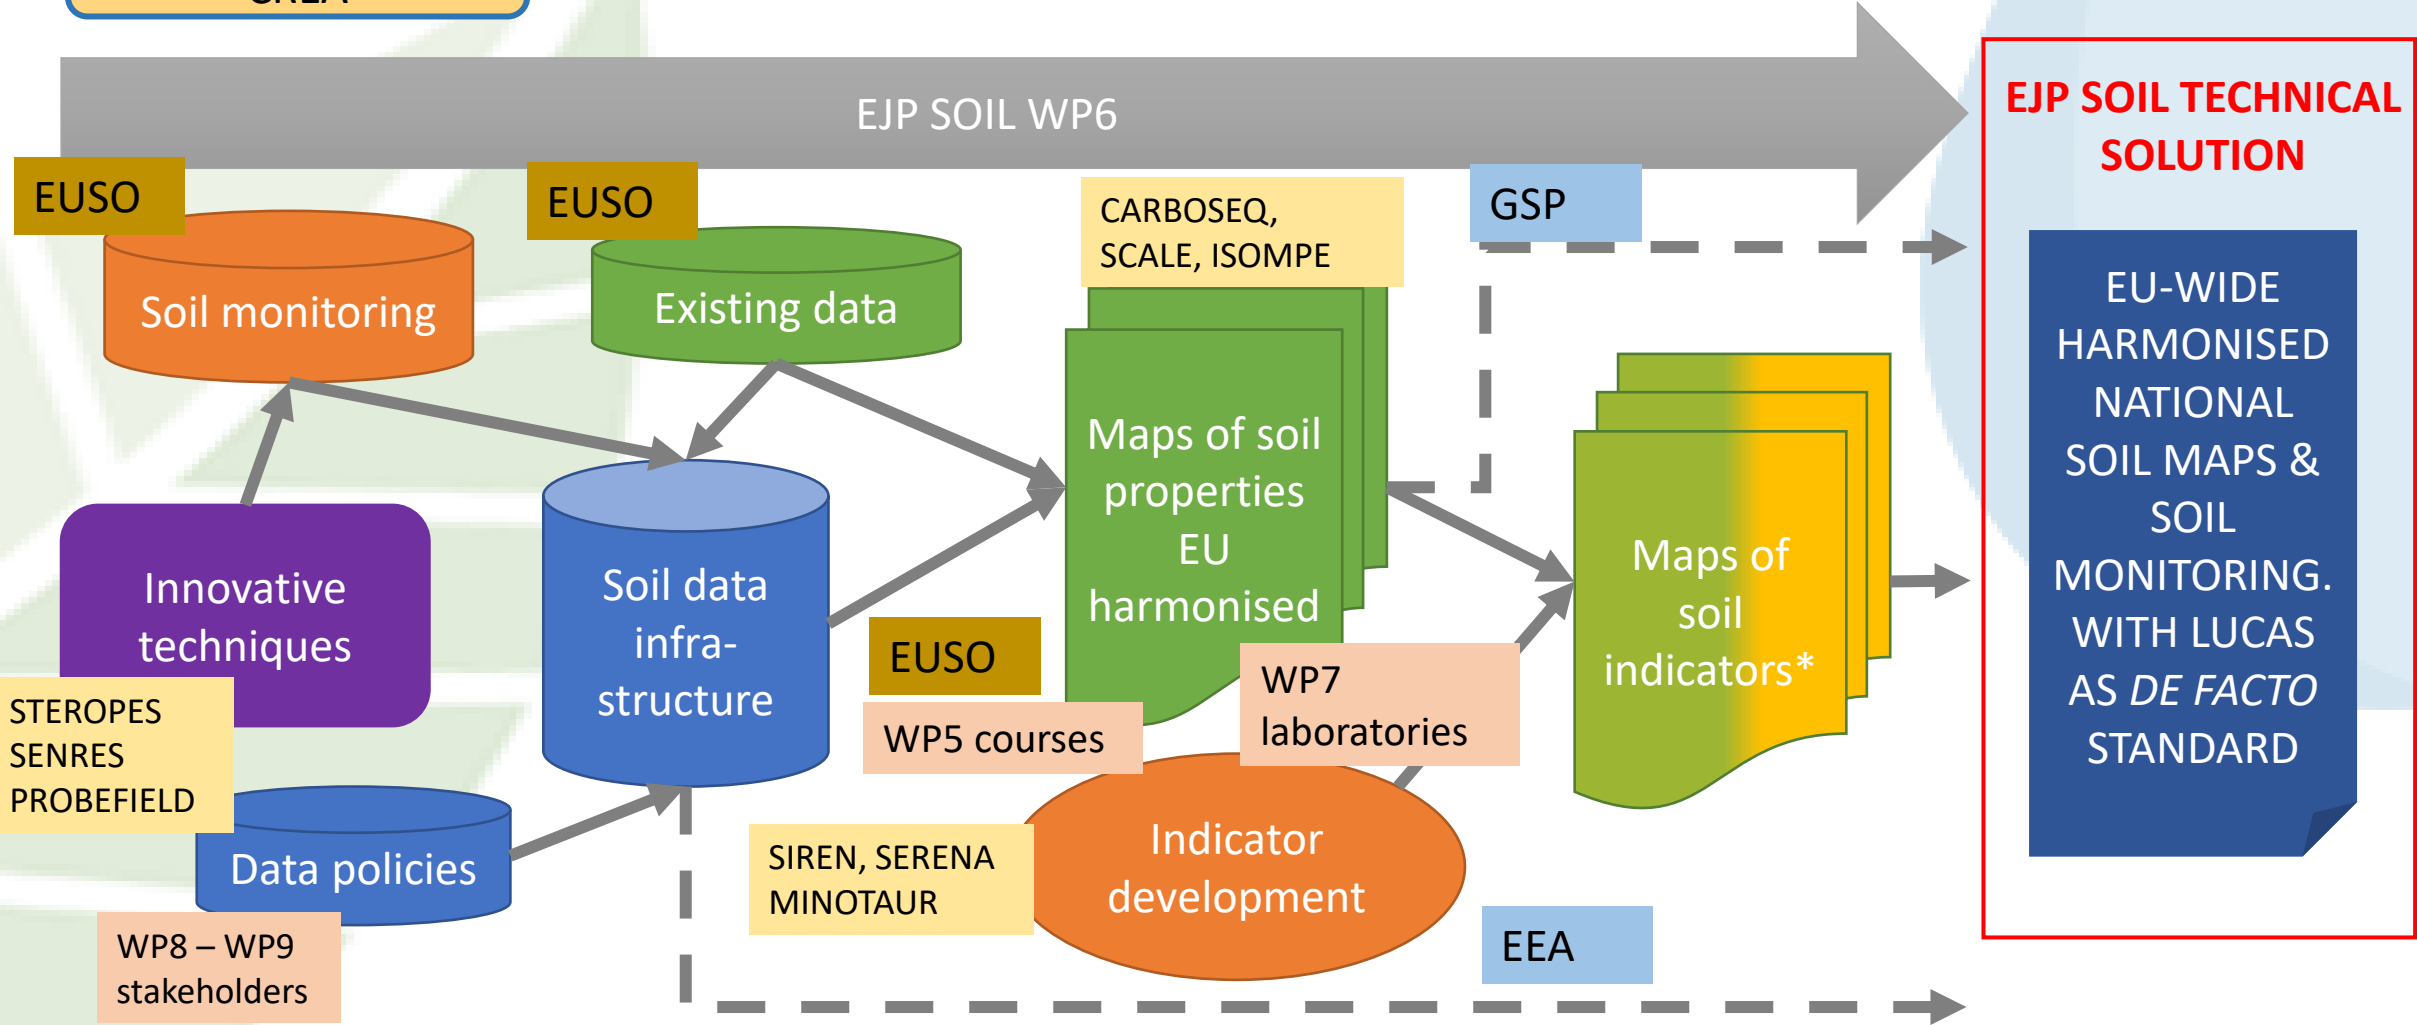 CREA
EJP SOIL WP6
EJP SOIL TECHNICAL
SOLUTION
EUSO
EUSO
CARBOSEQ,
SCALE, ISOMPE
GSP
Soil monitoring
Existing data
Maps of soil
properties
EU
harmonised
Innovative
techniques
Soil data
infra-
structure
Maps of
soil
indicators*
EU-WIDE
HARMONISED
NATIONAL
SOIL MAPS &
SOIL
MONITORING.
WITH LUCAS
AS DE FACTO
STANDARD
STEROPES
SENRES
PROBEFIELD
EUSO
WP5 courses
WP7
laboratories
Data policies
WP8 – WP9
stakeholders
SIREN, SERENA
MINOTAUR
Indicator
development
EEA